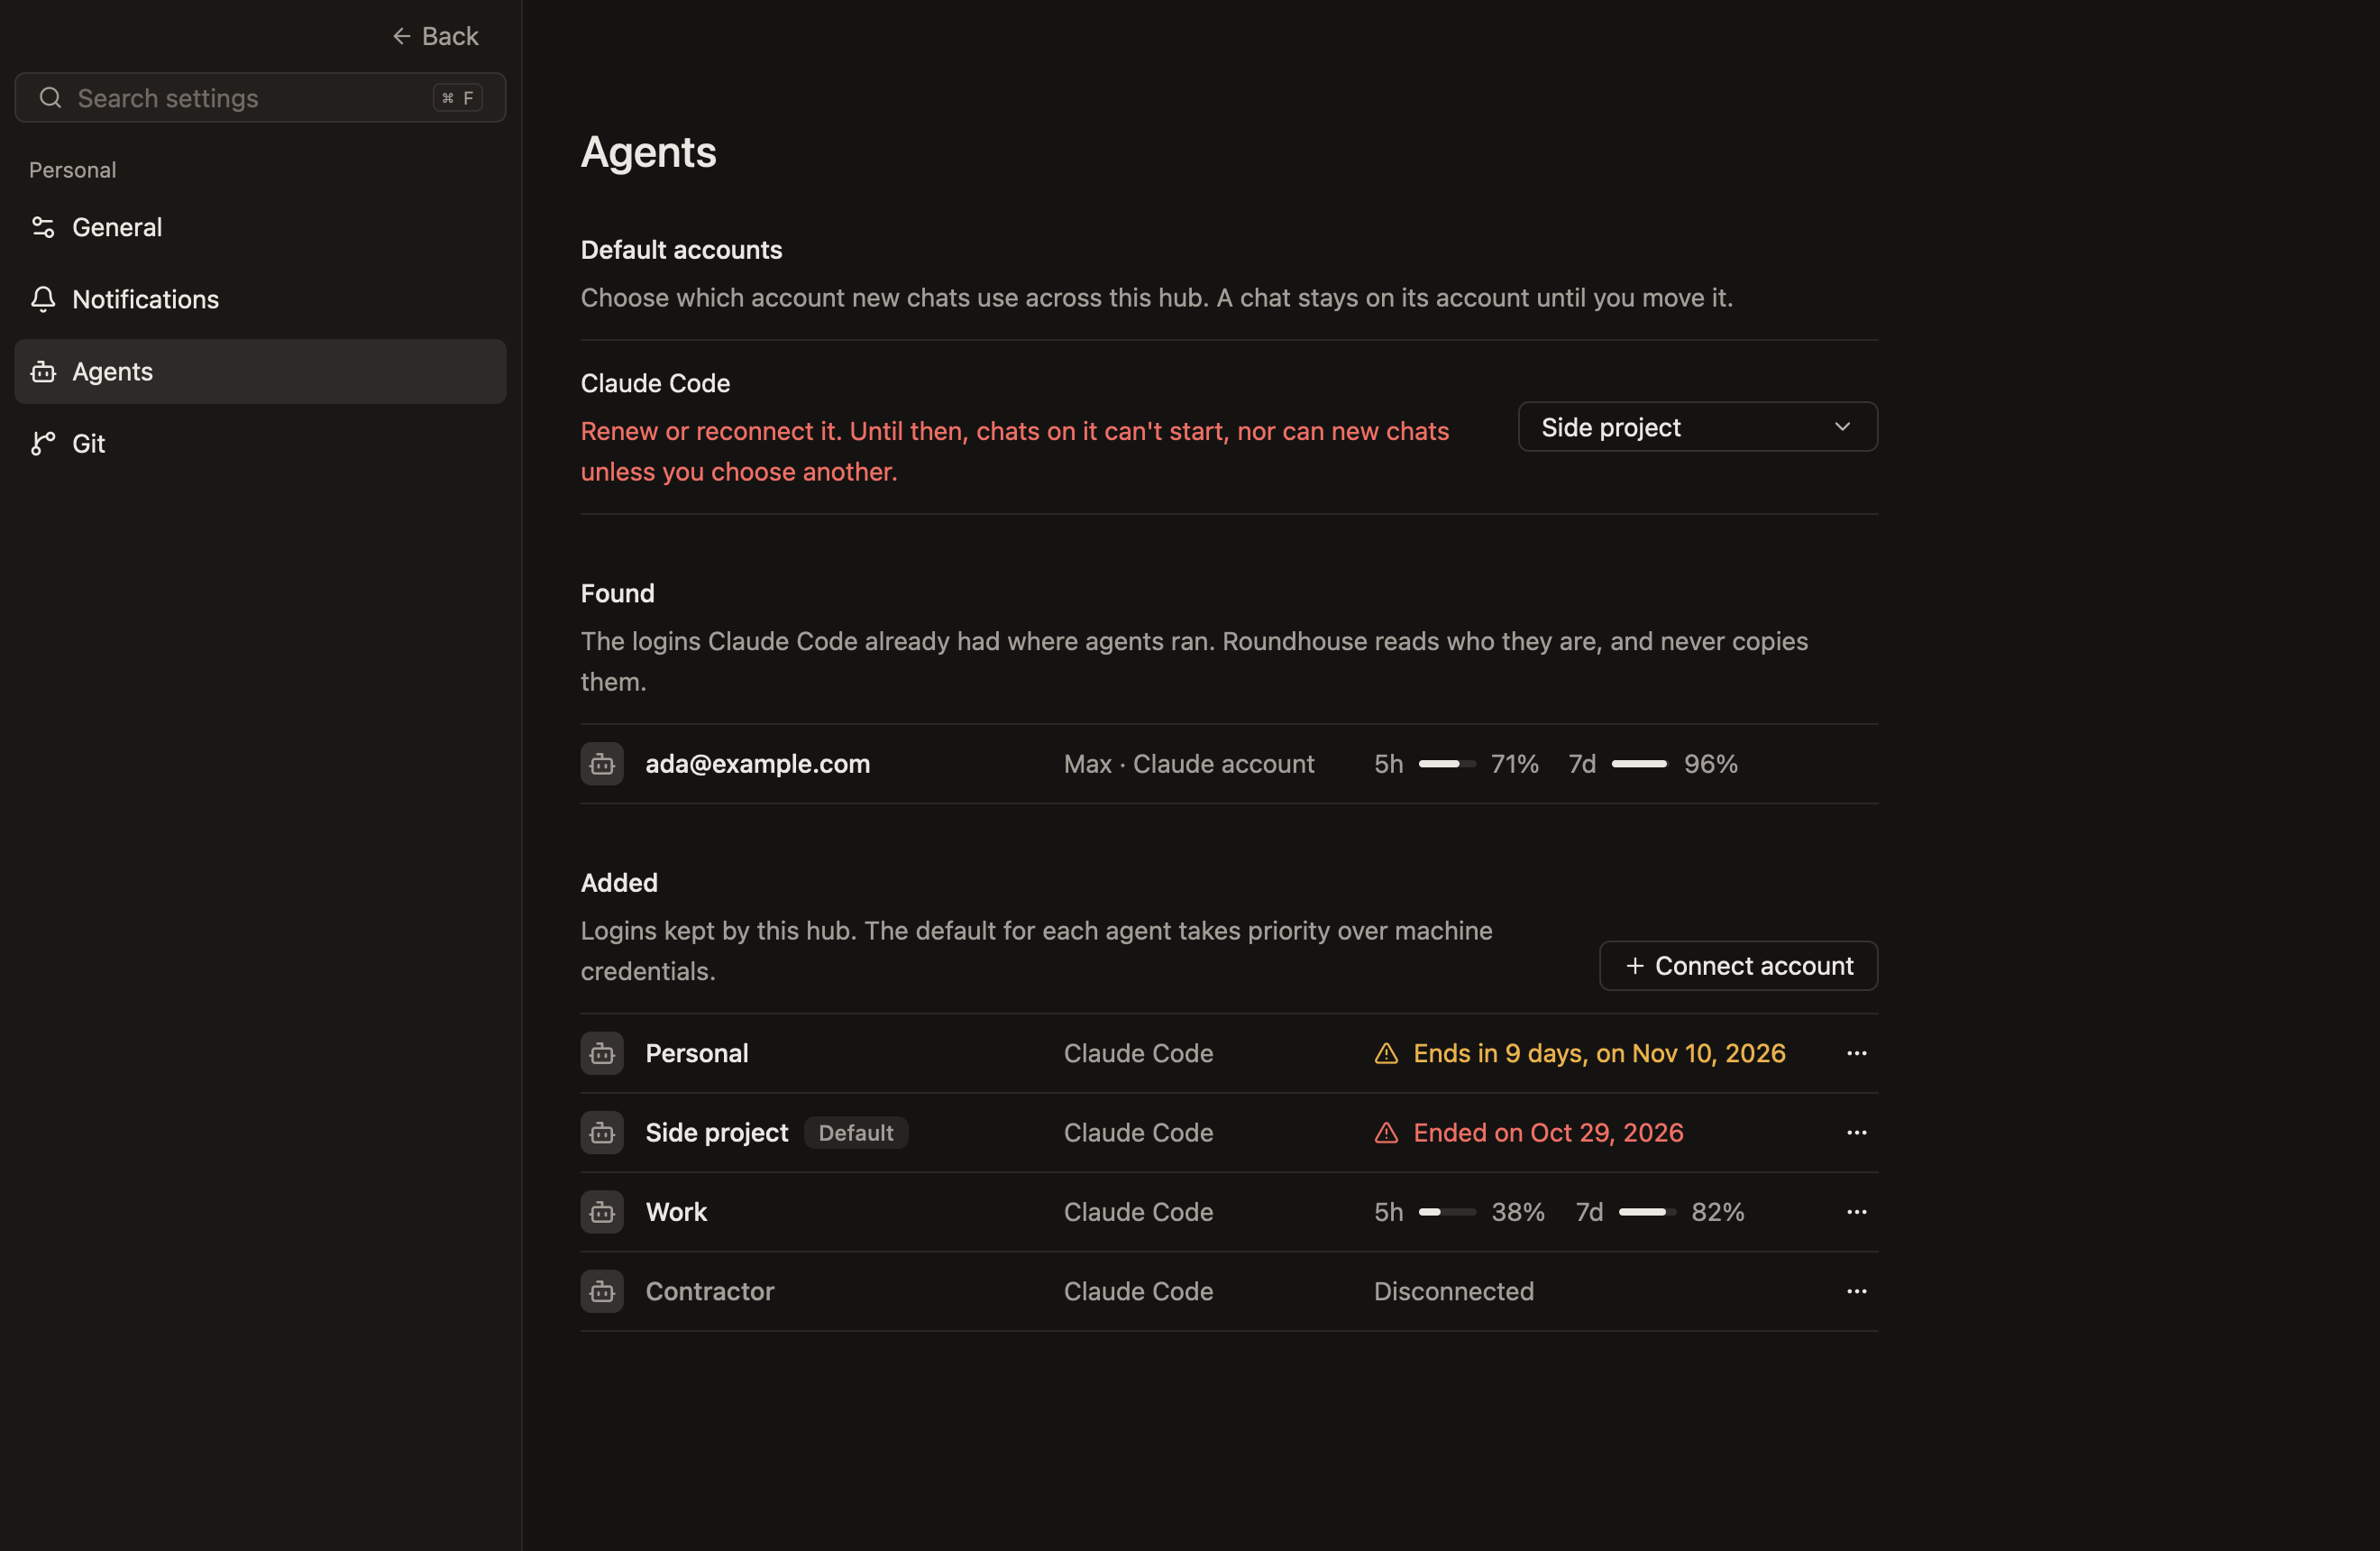 Back
Search settings
⌘ F
Personal
General
Notifications
Agents
Git
Agents
Default accounts
Choose which account new chats use across this hub. A chat stays on its account until you move it.
Claude Code
Renew or reconnect it. Until then, chats on it can't start, nor can new chats
unless you choose another.
Side project
Found
The logins Claude Code already had where agents ran. Roundhouse reads who they are, and never copies
them.
ada@example.com Max · Claude account 5h 71% 7d 96%
Added
Logins kept by this hub. The default for each agent takes priority over machine
credentials.
Connect account
Personal Claude Code Ends in 9 days, on Nov 10, 2026
Side project Default Claude Code Ended on Oct 29, 2026
Work Claude Code 5h 38% 7d 82%
Contractor Claude Code Disconnected